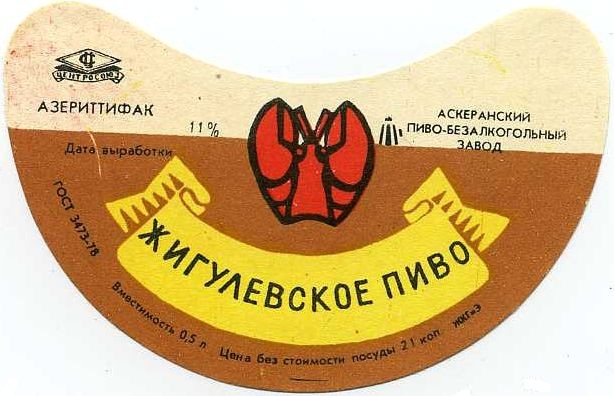 ЦЕНТРОСОЮЗ
АЗЕРИТТИФАК
11%
АСКЕРАНСКИЙ
ПИВО-БЕЗАЛКОГОЛЬНЫЙ
ЗАВОД
Дата выработки
ГОСТ 3473-78
ЖИГУЛЕВСКОЕ ПИВО
Вместимость 0,5 л Цена без стоимости посуды 21 коп